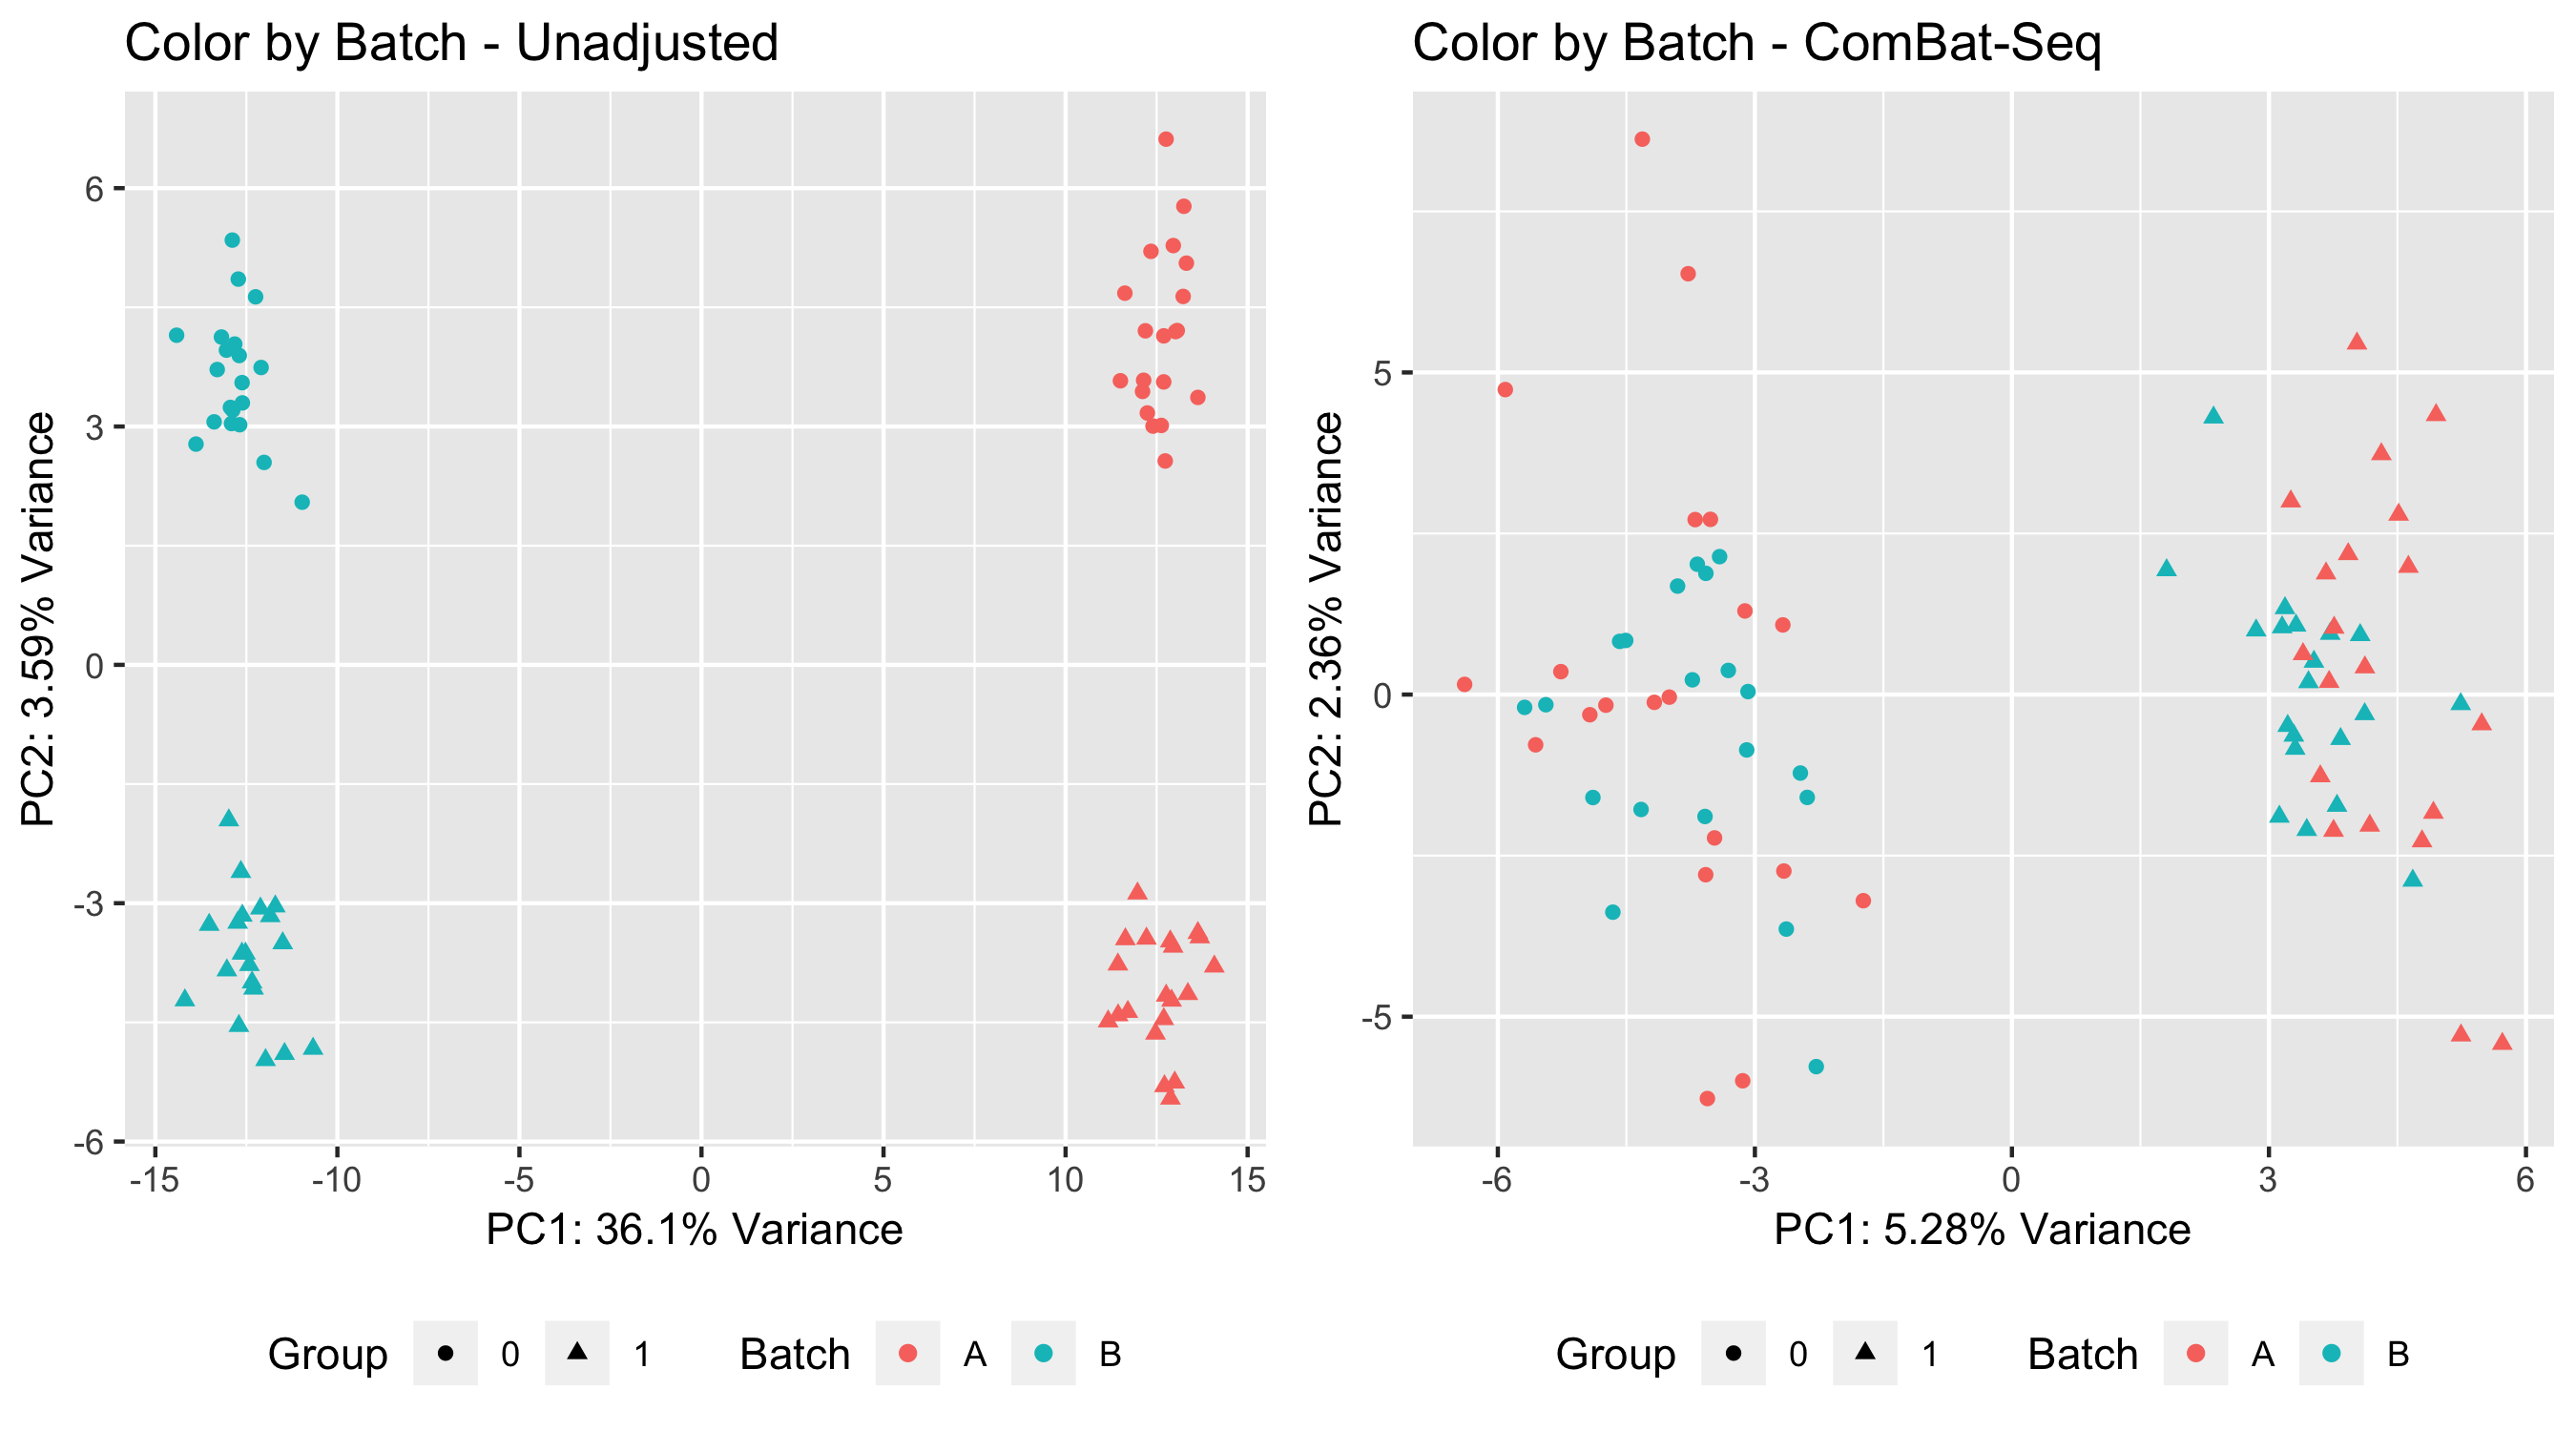 Color by Batch - Unadjusted
PC2: 3.59% Variance
6
3
0
-3
-6
-15 -10 -5 0 5 10 15
PC1: 36.1% Variance
Group 0 1 Batch A B
Color by Batch - ComBat-Seq
PC2: 2.36% Variance
5
0
-5
-6 -3 0 3 6
PC1: 5.28% Variance
Group 0 1 Batch A B